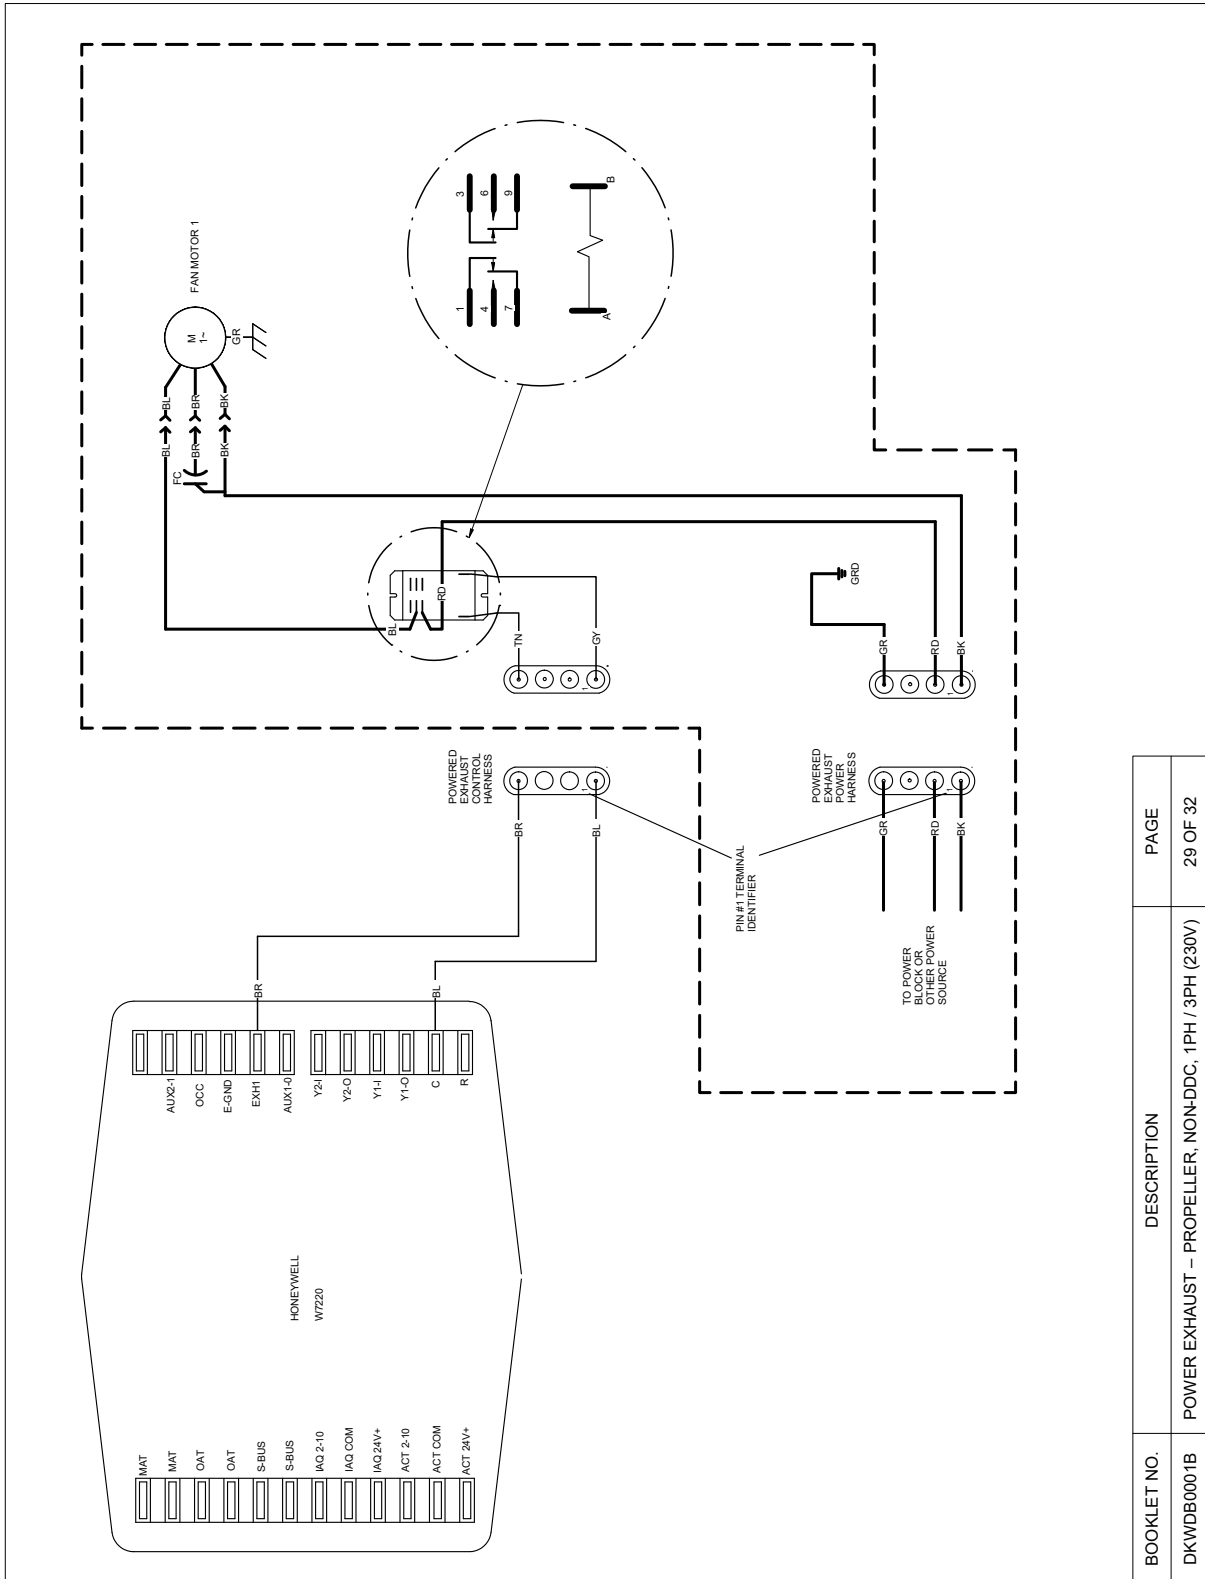 FAN MOTOR 1
M
1~
GR
BL
BR
BK
BL
BR
BK
FC
1
4
7
3
6
9
A
B
BL
RD
TN
GY
1
GRD
GR
RD
BK
1
POWERED
EXHAUST
CONTROL
HARNESS
1
BR
BL
POWERED
EXHAUST
POWER
HARNESS
1
GR
RD
BK
PIN #1 TERMINAL
IDENTIFIER
TO POWER
BLOCK OR
OTHER POWER
SOURCE
BR
BL
AUX2-1
OCC
E-GND
EXH1
AUX1-0
Y2-I
Y2-O
Y1-I
Y1-O
C
R
HONEYWELL
W7220
MAT
MAT
OAT
OAT
S-BUS
S-BUS
IAQ 2-10
IAQ COM
IAQ 24V+
ACT 2-10
ACT COM
ACT 24V+
BOOKLET NO.
DESCRIPTION
PAGE
DKWDB0001B
POWER EXHAUST – PROPELLER, NON-DDC, 1PH / 3PH (230V)
29 OF 32